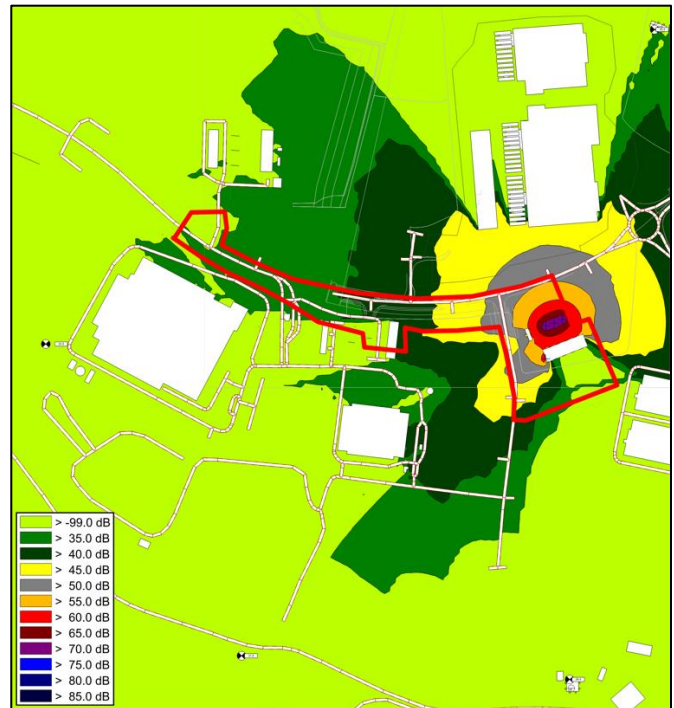 > -99.0 dB
> 35.0 dB
> 40.0 dB
> 45.0 dB
> 50.0 dB
> 55.0 dB
> 60.0 dB
> 65.0 dB
> 70.0 dB
> 75.0 dB
> 80.0 dB
> 85.0 dB